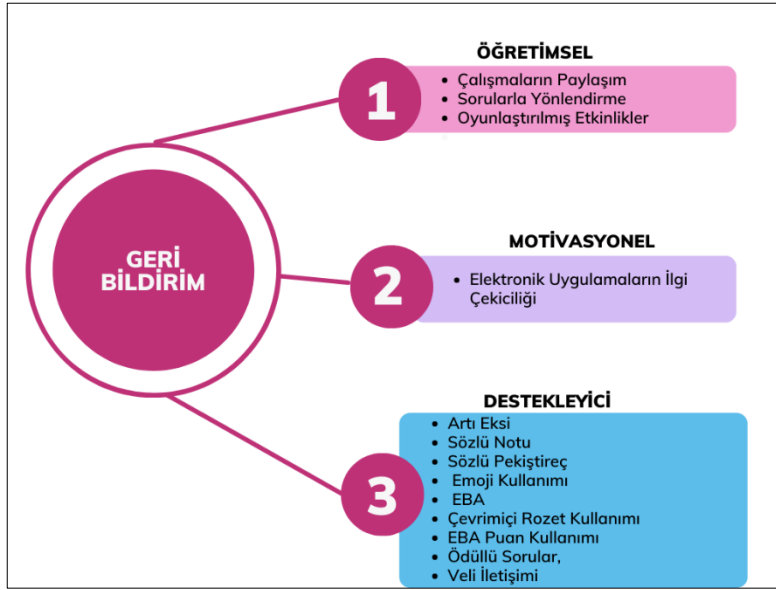 GERİ
BİLDİRİM
1
ÖĞRETİMSEL
• Çalışmaların Paylaşım
• Sorularla Yönlendirme
• Oyunlaştırılmış Etkinlikler
2
MOTİVASYONEL
• Elektronik Uygulamaların İlgi
Çekiciliği
3
DESTEKLEYİCİ
• Artı Eksi
• Sözlü Notu
• Sözlü Pekiştireç
• Emoji Kullanımı
• EBA
• Çevrimiçi Rozet Kullanımı
• EBA Puan Kullanımı
• Ödüllü Sorular,
• Veli İletişimi